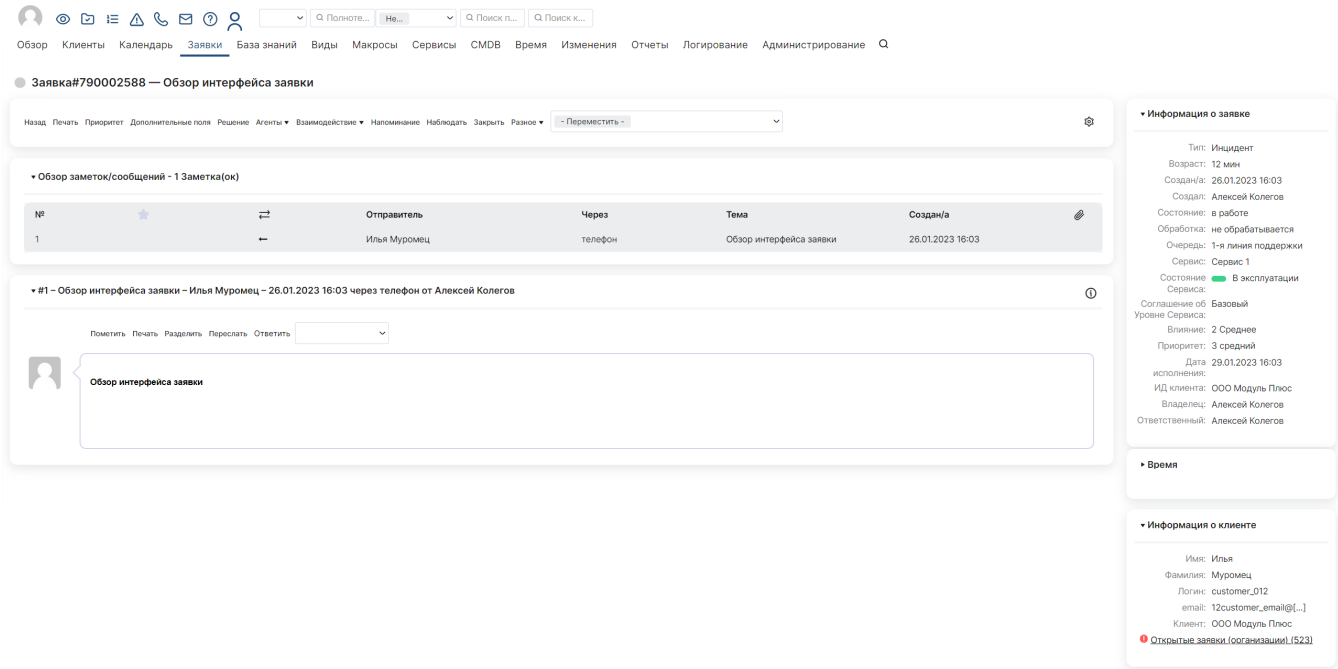 Полноте... Не... Поиск п... Поиск к...
Обзор Клиенты Календарь Заявки База знаний Виды Макросы Сервисы CMDB Время Изменения Отчеты Логирование Администрирование
Заявка#790002588 — Обзор интерфейса заявки
Назад Печать Приоритет Дополнительные поля Решение Агенты ▾ Взаимодействие ▾ Напоминание Наблюдать Закрыть Разное ▾ - Переместить -
Обзор заметок/сообщений - 1 Заметка(ок)
№ Отправитель Через Тема Создан/а
1 Илья Муромец телефон Обзор интерфейса заявки 26.01.2023 16:03
#1 – Обзор интерфейса заявки – Илья Муромец – 26.01.2023 16:03 через телефон от Алексей Колегов
Пометить Печать Разделить Переслать Ответить
Обзор интерфейса заявки
Информация о заявке
Тип: Инцидент
Возраст: 12 мин
Создан/а: 26.01.2023 16:03
Создал: Алексей Колегов
Состояние: в работе
Обработка: не обрабатывается
Очередь: 1-я линия поддержки
Сервис: Сервис 1
Состояние В эксплуатации
Сервиса:
Соглашение об Базовый
Уровне Сервиса:
Влияние: 2 Среднее
Приоритет: 3 средний
Дата 29.01.2023 16:03
исполнения:
ИД клиента: ООО Модуль Плюс
Владелец: Алексей Колегов
Ответственный: Алексей Колегов
Время
Информация о клиенте
Имя: Илья
Фамилия: Муромец
Логин: customer_012
email: 12customer_email@[...]
Клиент: ООО Модуль Плюс
Открытые заявки (организации) (523)